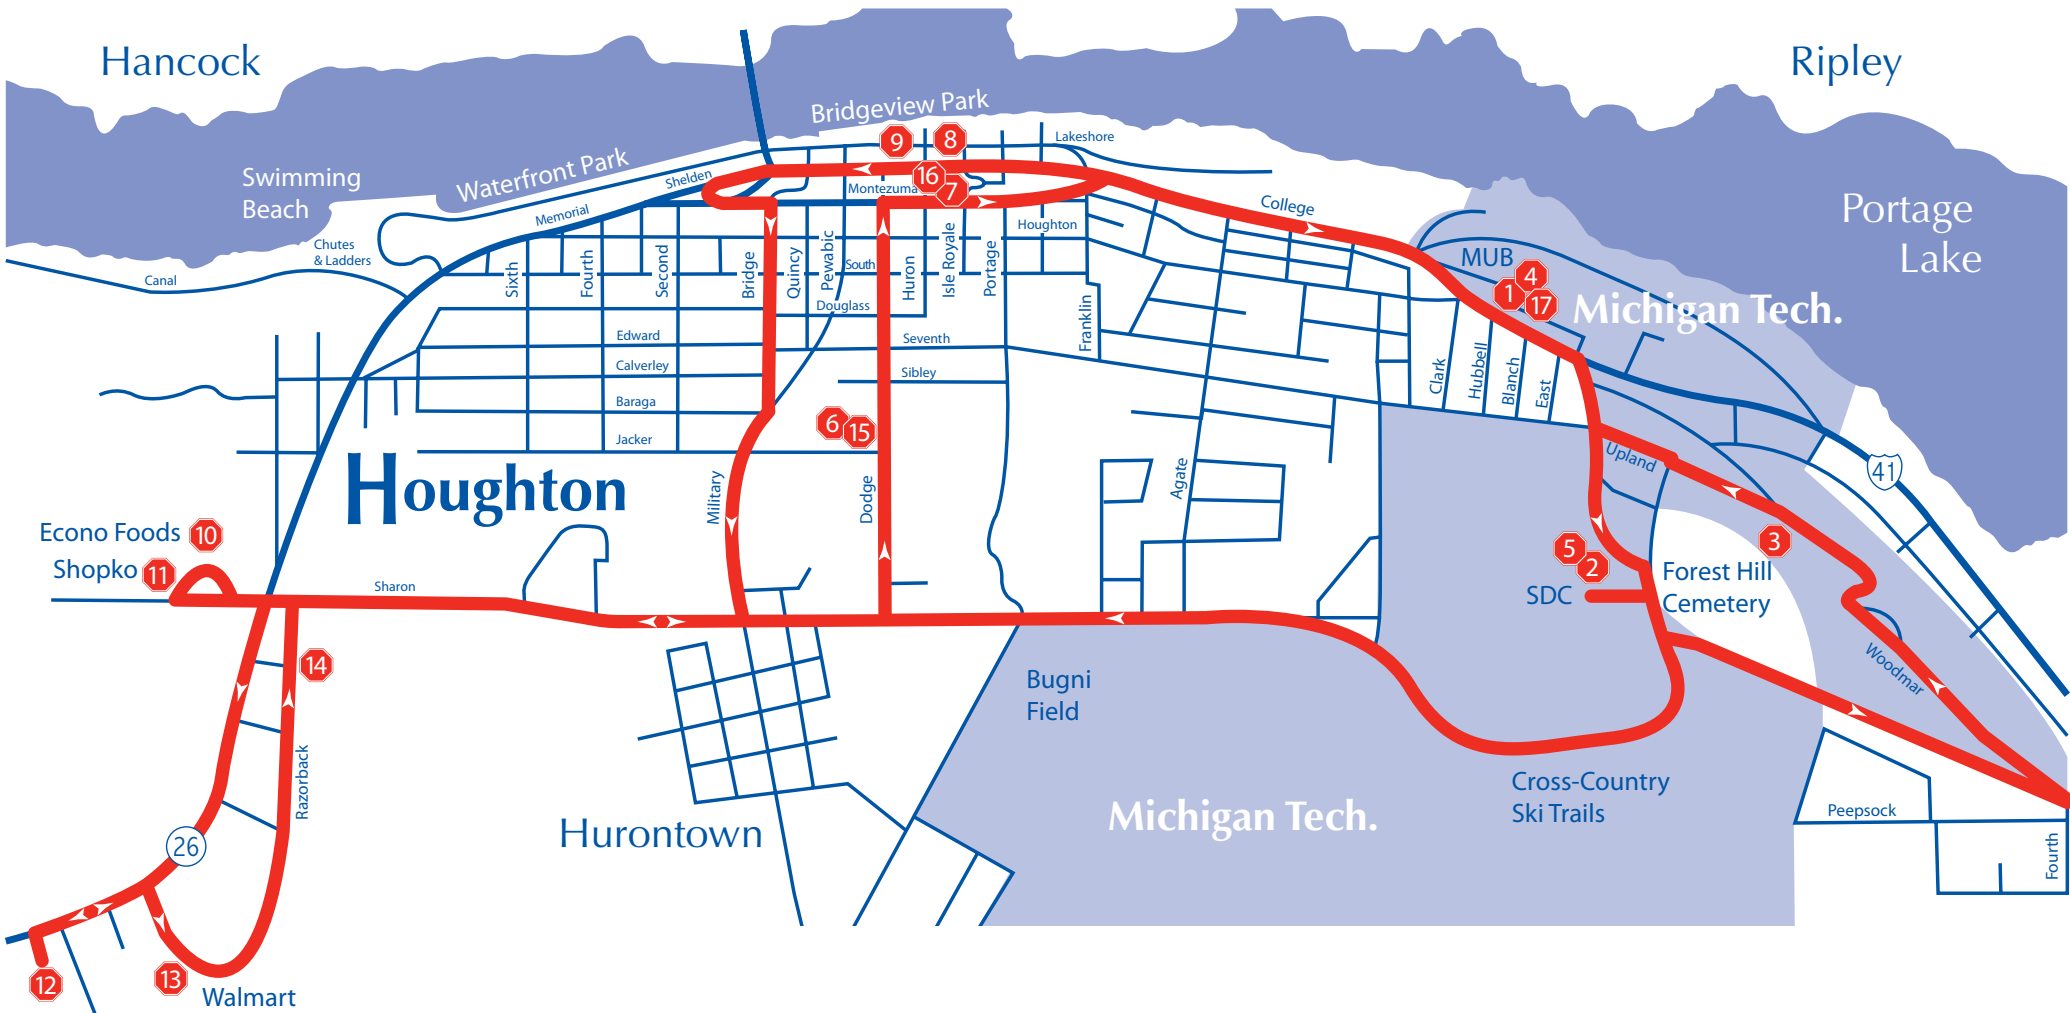 Hancock
Ripley
Bridgeview Park
9
8
Lakeshore
Swimming
Beach
Waterfront Park
Shelden
16
Montezuma
7
Portage
Lake
Memorial
College
Houghton
Chutes
& Ladders
Canal
Sixth
Fourth
Second
Bridge
Quincy
Pewabic
South
Huron
Isle Royale
Portage
Douglass
Franklin
MUB
4
1
17
Michigan Tech.
Edward
Seventh
Calverley
Sibley
Clark
Hubbell
Blanch
East
Baraga
Jacker
6
15
Upland
41
Houghton
Military
Dodge
Agate
Econo Foods
10
Shopko
11
Sharon
5
2
3
SDC
Forest Hill
Cemetery
14
Woodmar
Bugni
Field
Razorback
26
Hurontown
Michigan Tech.
Cross-Country
Ski Trails
Peepsock
Fourth
12
13
Walmart